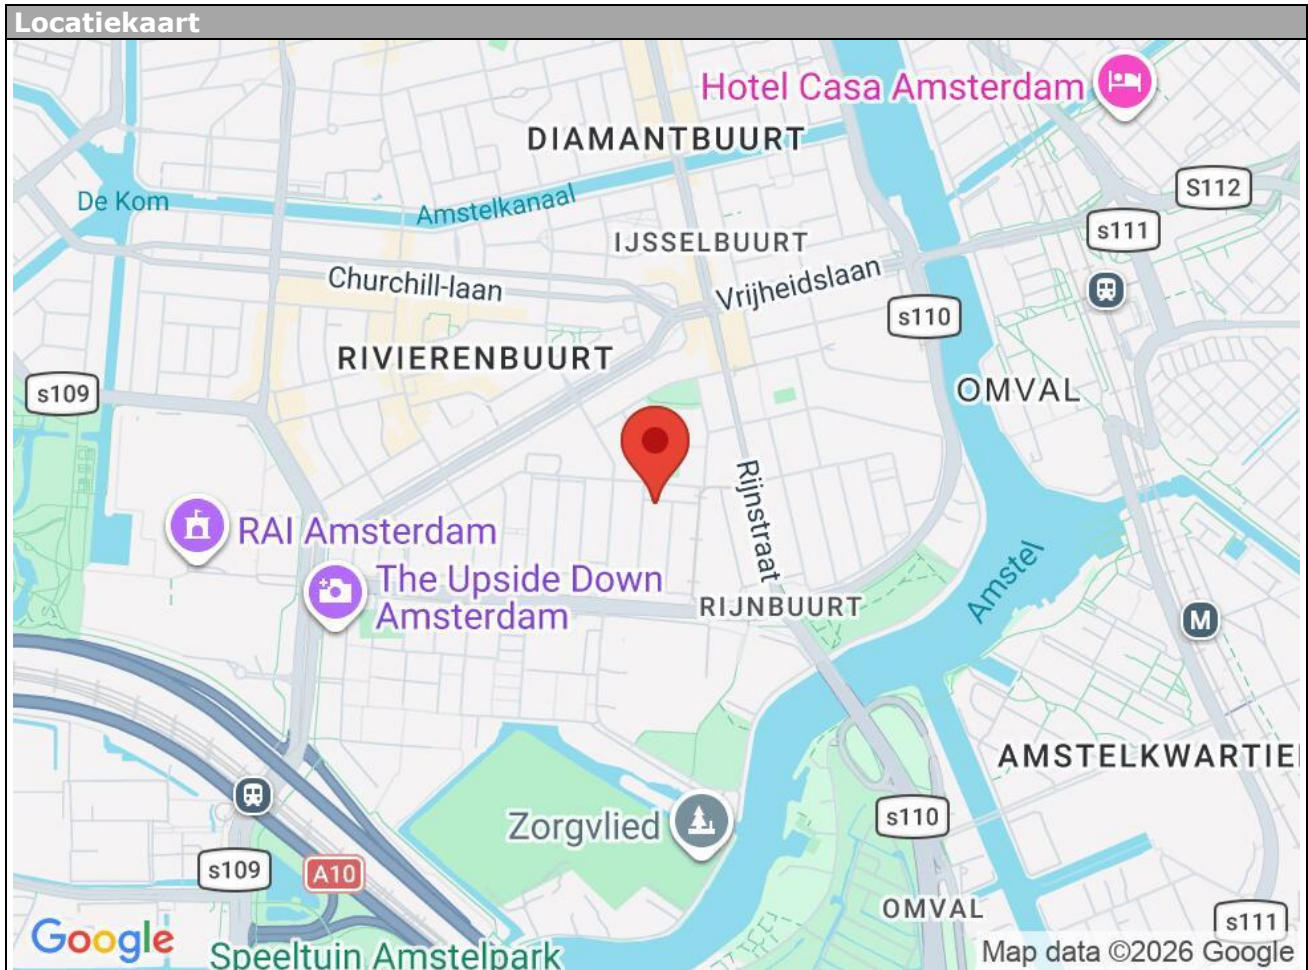 Locatiekaart
Hotel Casa Amsterdam
DIAMANTBUURT
S112
De Kom
Amstelkanaal
s111
IJSSELBUURT
Churchill-laan
Vrijheidslaan
s110
RIVIERENBUURT
s109
OMVAL
Rijnstraat
RAI Amsterdam
The Upside Down
Amsterdam
Amstel
RIJNBUURT
M
AMSTELKWARTIE
Zorgvlied
s110
s109
A10
OMVAL
s111
Google
Speeltuin Amstelpark
Map data ©2026 Google